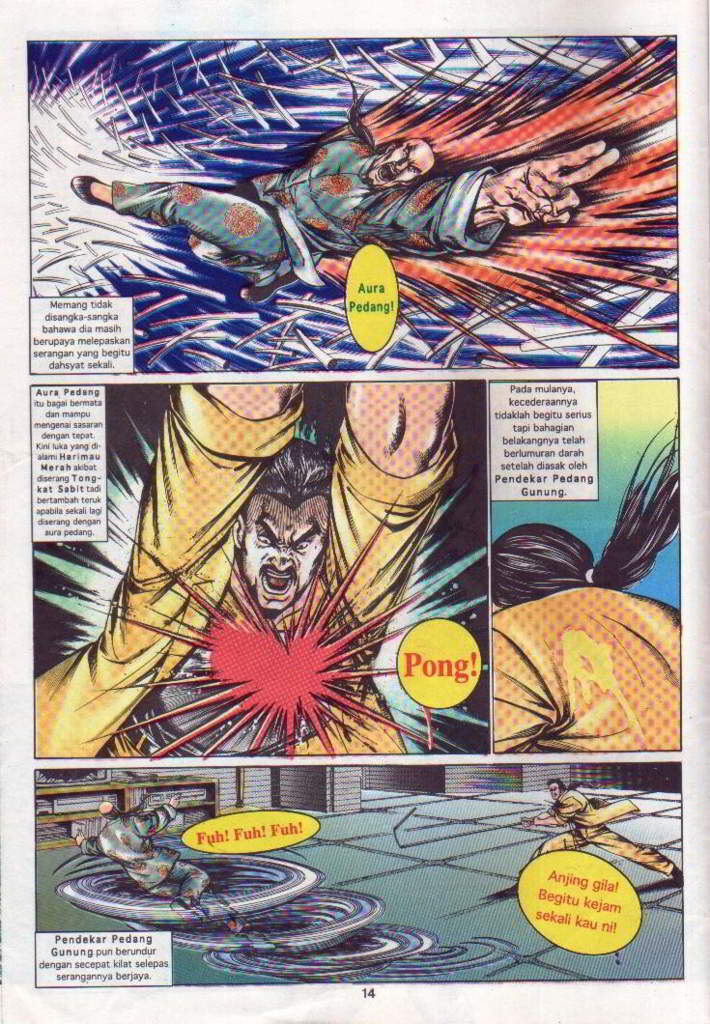 Aura
Pedang!
Memang tidak
disangka-sangka
bahawa dia masih
berupaya melepaskan
serangan yang begitu
dahsyat sekali.
Aura Pedang
itu bagai bermata
dan mampu
mengenai sasaran
dengan tepat.
Kini luka yang di-
alami Harimau
Merah akibat
diserang Tong-
kat Sabit tadi
bertambah teruk
apabila sekali lagi
diserang dengan
aura pedang.
Pong!
Pada mulanya,
kecederaannya
tidaklah begitu serius
tapi bahagian
belakangnya telah
berlumuran darah
setelah diasak oleh
Pendekar Pedang
Gunung.
Fuh! Fuh! Fuh!
Anjing gila!
Begitu kejam
sekali kau ni!
Pendekar Pedang
Gunung pun berundur
dengan secepat kilat selepas
serangannya berjaya.
14